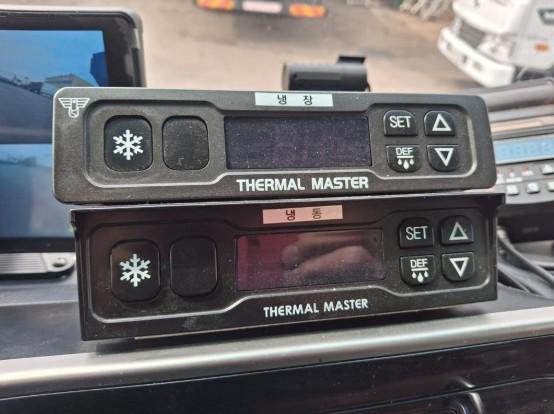 냉 장
SET
DEF
THERMAL MASTER
냉 동
SET
DEF
THERMAL MASTER